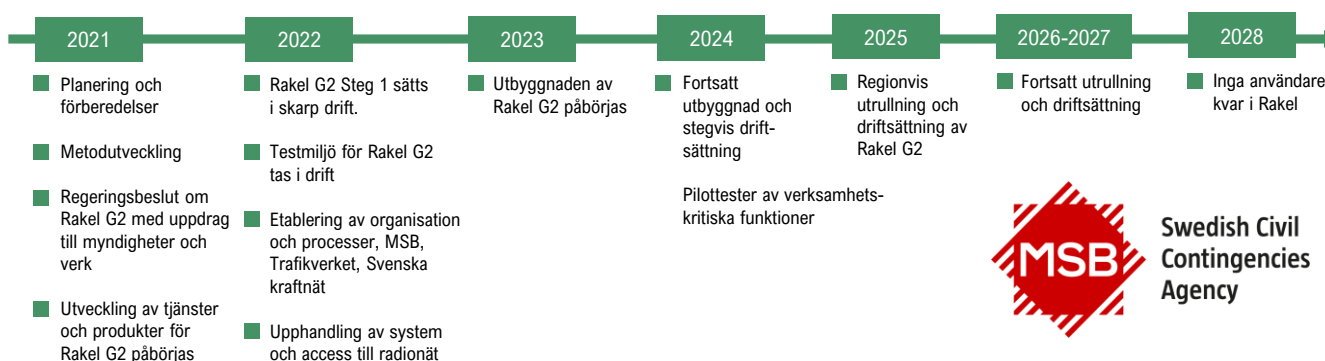 2021
Planering och
förberedelser
Metodutveckling
Regeringsbeslut om
Rakel G2 med uppdrag
till myndigheter och
verk
Utveckling av tjänster
och produkter för
Rakel G2 påbörjas
2022
Rakel G2 Steg 1 sätts
i skarp drift.
Testmiljö för Rakel G2
tas i drift
Etablering av organisation
och processer, MSB,
Trafikverket, Svenska
kraftnät
Upphandling av system
och access till radionät
2023
Utbyggnaden av
Rakel G2 påbörjas
2024
Fortsatt
utbyggnad och
stegvis drift-
sättning
Pilottester av verksamhets-
kritiska funktioner
2025
Regionvis
utrullning och
driftsättning av
Rakel G2
2026-2027
Fortsatt utrullning
och driftsättning
2028
Inga användare
kvar i Rakel
MSB
Swedish Civil
Contingencies
Agency